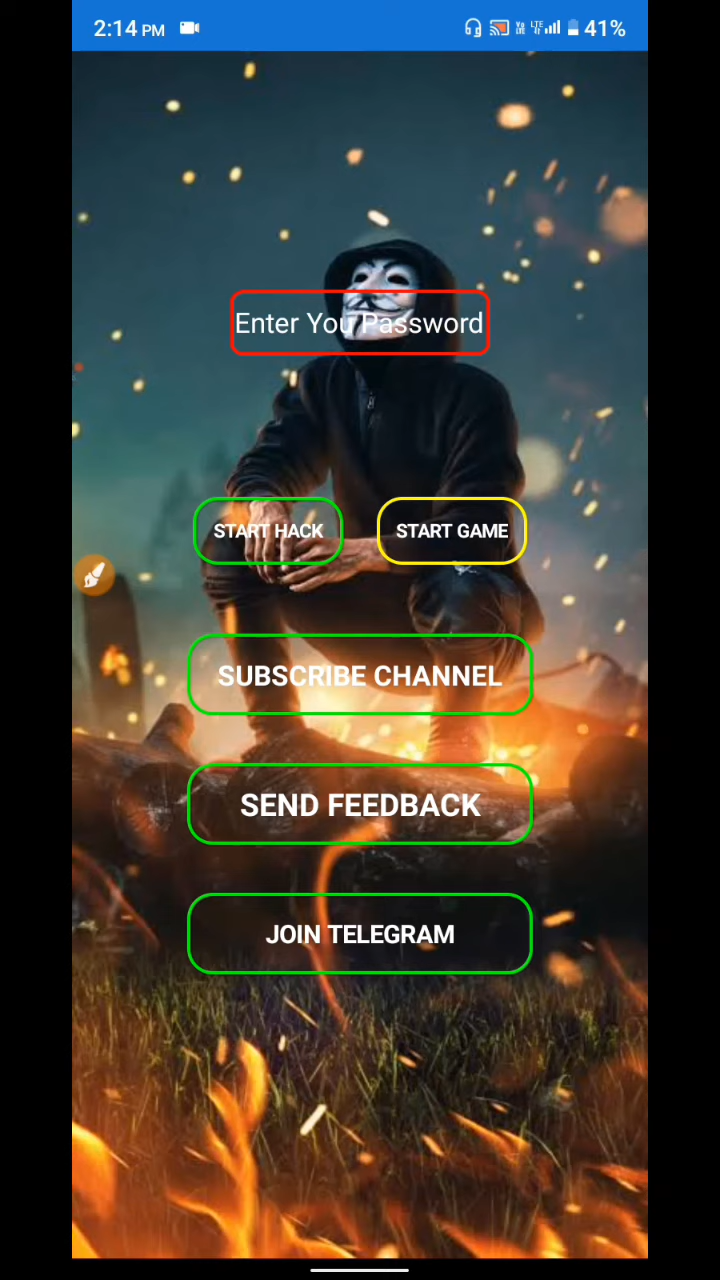 2:14 PM 41%
Enter You Password
START HACK START GAME
SUBSCRIBE CHANNEL
SEND FEEDBACK
JOIN TELEGRAM